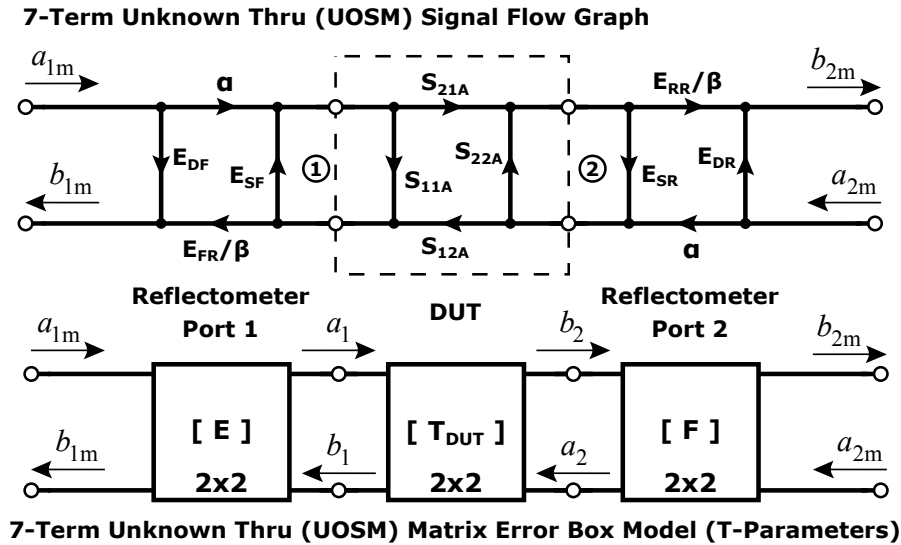 7-Term Unknown Thru (UOSM) Signal Flow Graph
a1m
α
S21A
ERR/β
b2m
EDF
ESF
1
S11A
S22A
2
ESR
EDR
b1m
a2m
EFR/β
S12A
α
Reflectometer Port 1
DUT
Reflectometer Port 2
a1m
a1
b2
b2m
[ E ]
[ TDUT ]
[ F ]
b1m
b1
a2
a2m
2x2
2x2
2x2
7-Term Unknown Thru (UOSM) Matrix Error Box Model (T-Parameters)